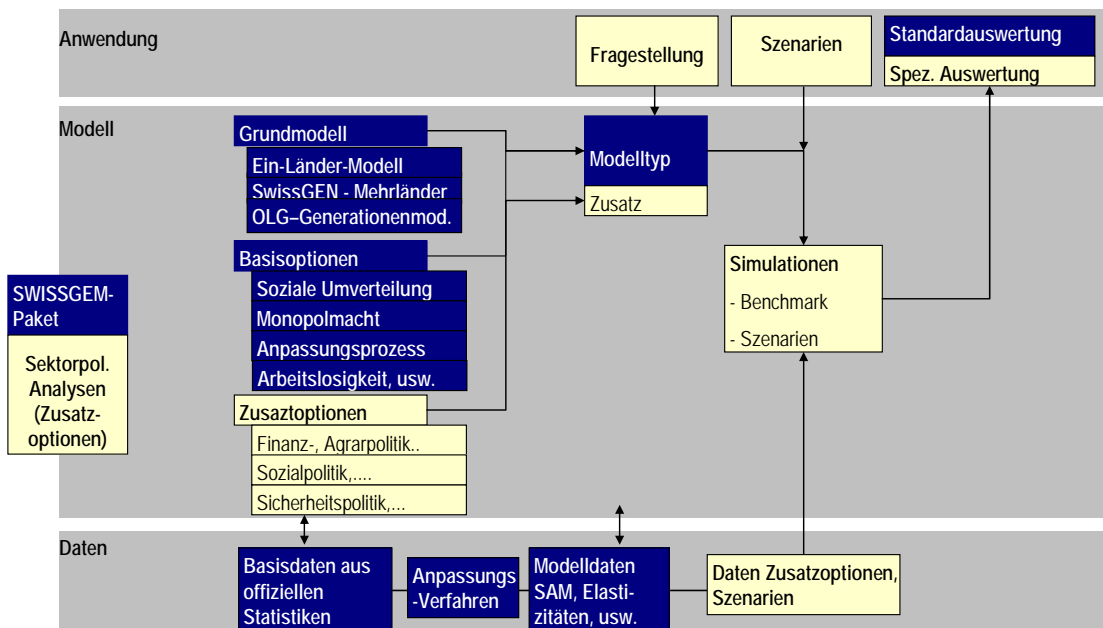 Anwendung
Fragestellung
Szenarien
Standardauswertung
Spez. Auswertung
Modell
Grundmodell
Ein-Länder-Modell
SwissGEN - Mehrländer
OLG–Generationenmod.
Modelltyp
Zusatz
Basisoptionen
Soziale Umverteilung
Monopolmacht
Anpassungsprozess
Arbeitslosigkeit, usw.
Simulationen
- Benchmark
- Szenarien
SWISSGEM-
Paket
Sektorpol.
Analysen
(Zusatz-
optionen)
Zusaztoptionen
Finanz-, Agrarpolitik..
Sozialpolitik,....
Sicherheitspolitik,...
Daten
Basisdaten aus
offiziellen
Statistiken
Anpassungs
-Verfahren
Modelldaten
SAM, Elasti-
zitäten, usw.
Daten Zusatzoptionen,
Szenarien